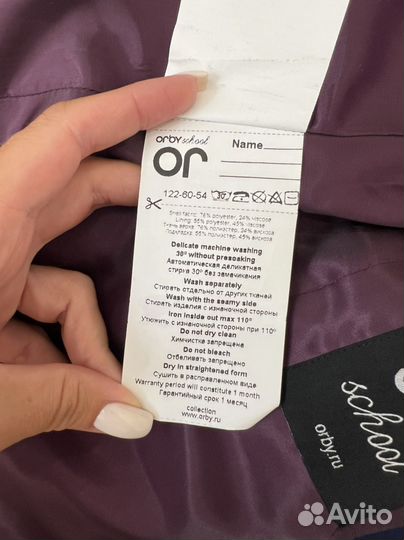 orby school
or
Name
122-60-54
30°
Shell fabric: 76% polyester, 24% viscose
Lining: 55% polyester, 45% viscose
Ткань верха: 76% полиэстер, 24% вискоза
Подкладка: 55% полиэстер, 45% вискоза
Delicate machine washing
30° without presoaking
Автоматическая деликатная
стирка 30° без замачивания
Wash separately
Стирать отдельно от других тканей
Wash with the seamy side
Стирать изделия с изнаночной стороны
Iron inside out max 110°
Утюжить с изнаночной стороны при 110°
Do not dry clean
Химчистка запрещена
Do not bleach
Отбеливать запрещено
Dry in straightened form
Сушить в расправленном виде
Warranty period will constitute 1 month
Гарантийный срок 1 месяц
collection
www.orby.ru
school
orby.ru
Avito